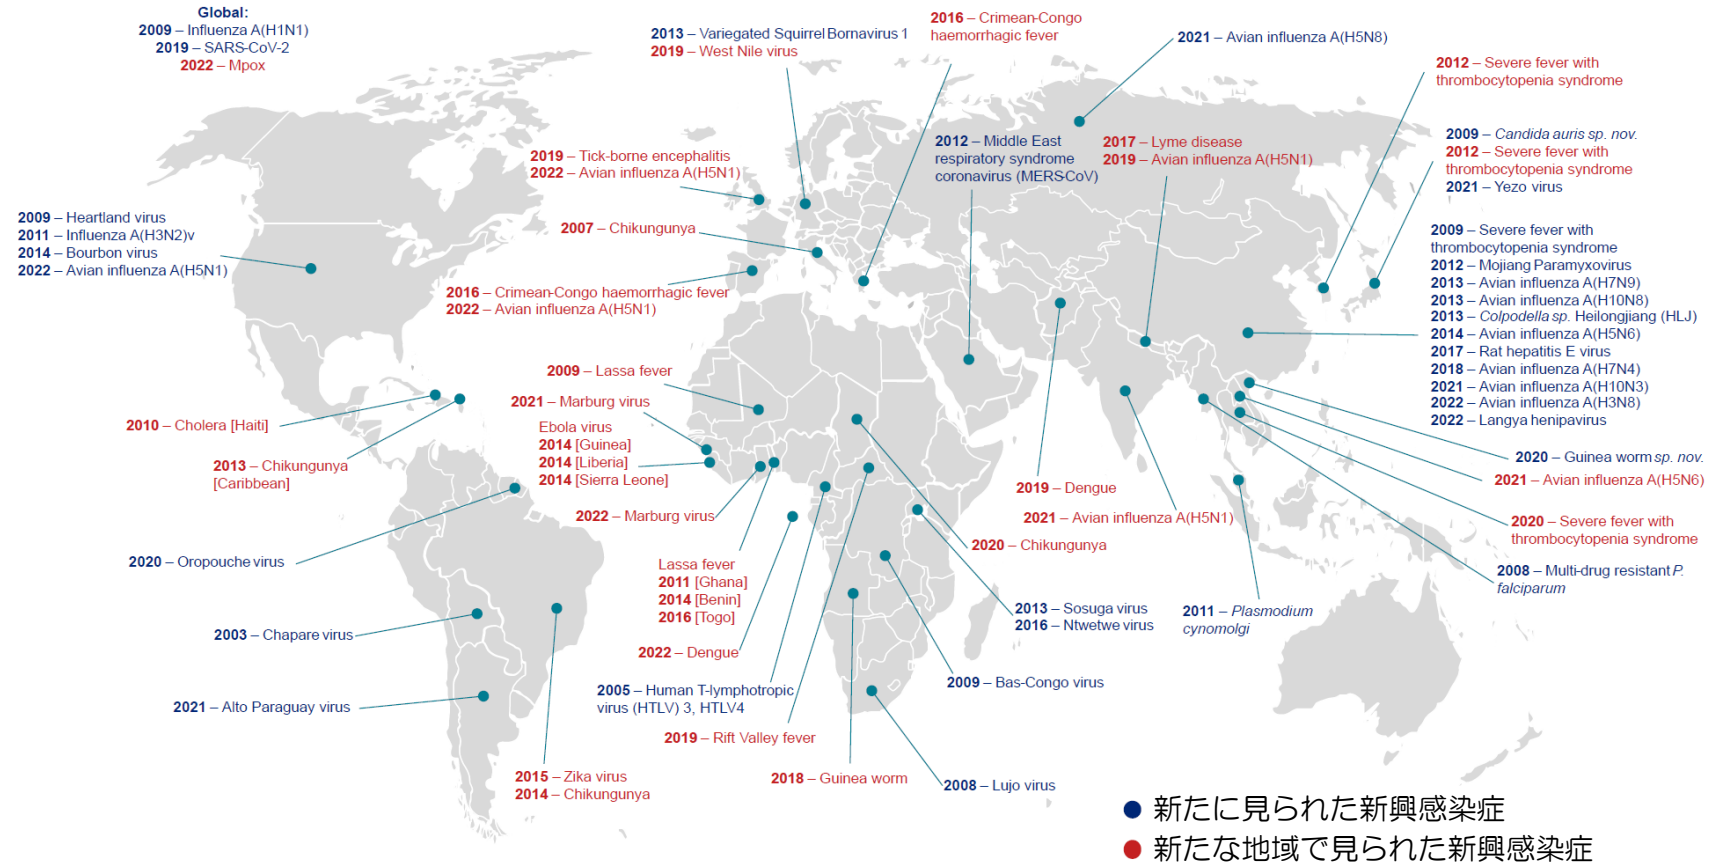 Global:
2009 – Influenza A(H1N1)
2019 – SARS-CoV-2
2022 – Mpox
2013 – Variegated Squirrel Bornavirus 1
2019 – West Nile virus
2016 – Crimean-Congo
haemorrhagic fever
2021 – Avian influenza A(H5N8)
2012 – Severe fever with
thrombocytopenia syndrome
2019 – Tick-borne encephalitis
2022 – Avian influenza A(H5N1)
2012 – Middle East
respiratory syndrome
coronavirus (MERS-CoV)
2017 – Lyme disease
2019 – Avian influenza A(H5N1)
2009 – Candida auris sp. nov.
2012 – Severe fever with
thrombocytopenia syndrome
2021 – Yezo virus
2009 – Heartland virus
2011 – Influenza A(H3N2)v
2014 – Bourbon virus
2022 – Avian influenza A(H5N1)
2007 – Chikungunya
2016 – Crimean-Congo haemorrhagic fever
2022 – Avian influenza A(H5N1)
2009 – Severe fever with
thrombocytopenia syndrome
2012 – Mojiang Paramyxovirus
2013 – Avian influenza A(H7N9)
2013 – Avian influenza A(H10N8)
2013 – Colpodella sp. Heilongjiang (HLJ)
2014 – Avian influenza A(H5N6)
2017 – Rat hepatitis E virus
2018 – Avian influenza A(H7N4)
2021 – Avian influenza A(H10N3)
2022 – Avian influenza A(H3N8)
2022 – Langya henipavirus
2009 – Lassa fever
2021 – Marburg virus
Ebola virus
2014 [Guinea]
2014 [Liberia]
2014 [Sierra Leone]
2022 – Marburg virus
2010 – Cholera [Haiti]
2013 – Chikungunya
[Caribbean]
2020 – Guinea worm sp. nov.
2021 – Avian influenza A(H5N6)
2019 – Dengue
2021 – Avian influenza A(H5N1)
2020 – Chikungunya
2020 – Severe fever with
thrombocytopenia syndrome
2020 – Oropouche virus
Lassa fever
2011 [Ghana]
2014 [Benin]
2016 [Togo]
2008 – Multi-drug resistant P.
falciparum
2013 – Sosuga virus
2016 – Ntwetwe virus
2011 – Plasmodium
cynomolgi
2003 – Chapare virus
2022 – Dengue
2005 – Human T-lymphotropic
virus (HTLV) 3, HTLV4
2009 – Bas-Congo virus
2021 – Alto Paraguay virus
2019 – Rift Valley fever
2015 – Zika virus
2014 – Chikungunya
2018 – Guinea worm
2008 – Lujo virus
新たに見られた新興感染症
新たな地域で見られた新興感染症